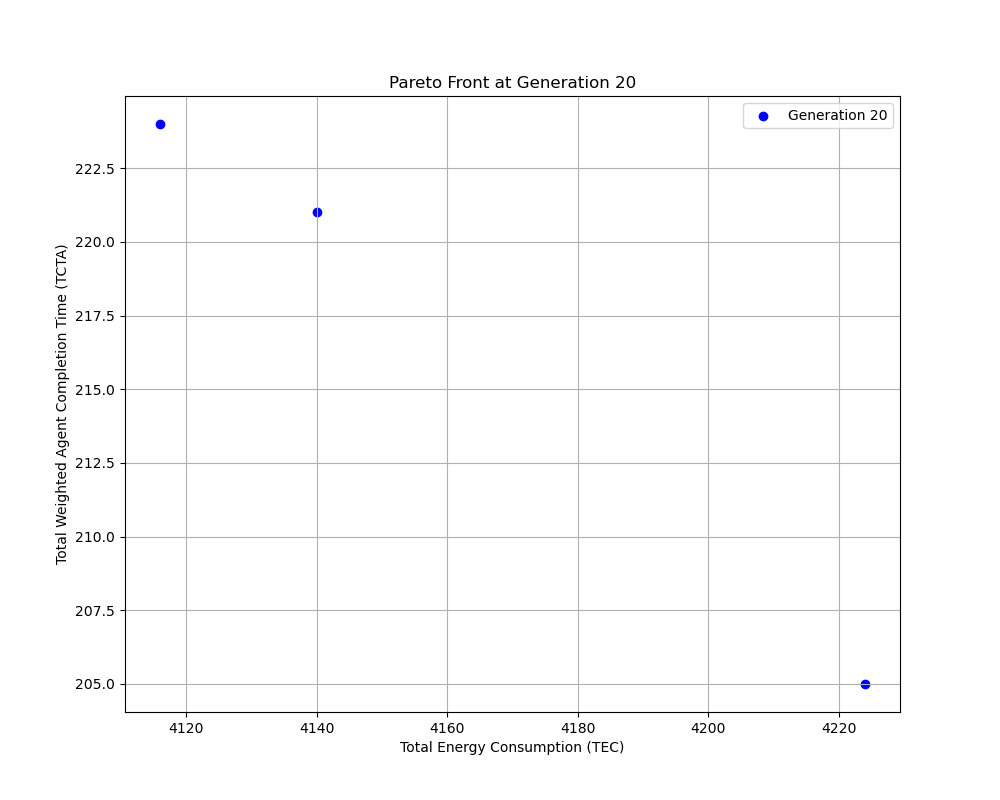 Pareto Front at Generation 20
Generation 20
Total Weighted Agent Completion Time (TCTA)
222.5
220.0
217.5
215.0
212.5
210.0
207.5
205.0
4120 4140 4160 4180 4200 4220
Total Energy Consumption (TEC)